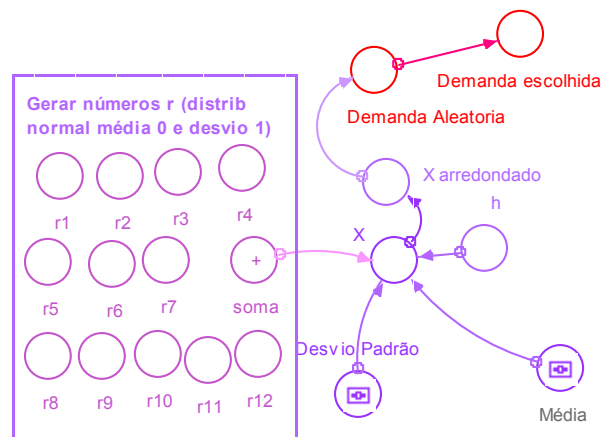 Demanda escolhida
Demanda Aleatoria
Gerar números r (distrib
normal média 0 e desvio 1)
X arredondado
h
r1
r2
r3
r4
X
+
r5
r6
r7
soma
Desvio Padrão
r8
r9
r10
r11
r12
Média